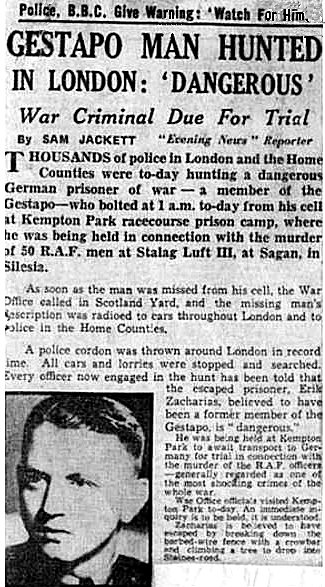 Police, B.B.C. Give Warning: 'Watch For Him.
GESTAPO MAN HUNTED
IN LONDON: 'DANGEROUS'
War Criminal Due For Trial
By SAM JACKETT "Evening News" Reporter
THOUSANDS of police in London and the Home
Counties were to-day hunting a dangerous
German prisoner of war — a member of the
Gestapo—who bolted at 1 a.m. to-day from his cell
at Kempton Park racecourse prison camp, where
he was being held in connection with the murder
of 50 R.A.F. men at Stalag Luft III, at Sagan, in
Silesia.
As soon as the man was missed from his cell, the War
Office called in Scotland Yard, and the missing man's
description was radioed to cars throughout London and to
police in the Home Counties.
A police cordon was thrown around London in record
time. All cars and lorries were stopped and searched.
Every officer now engaged in the hunt has been told that
the escaped prisoner, Erik
Zacharias, believed to have
been a former member of the
Gestapo, is "dangerous."
He was being held at Kempton
Park to await transport to Ger-
many for trial in connection with
the murder of the R.A.F. officers
—generally regarded as one of
the most shocking crimes of the
whole war.
War Office officials visited Kemp-
ton Park to-day. An immediate in-
quiry is to be held, it is understood.
Zacharias is believed to have
escaped by breaking down the
barbed-wire fence with a crowbar
and climbing a tree to drop into
Staines-road.